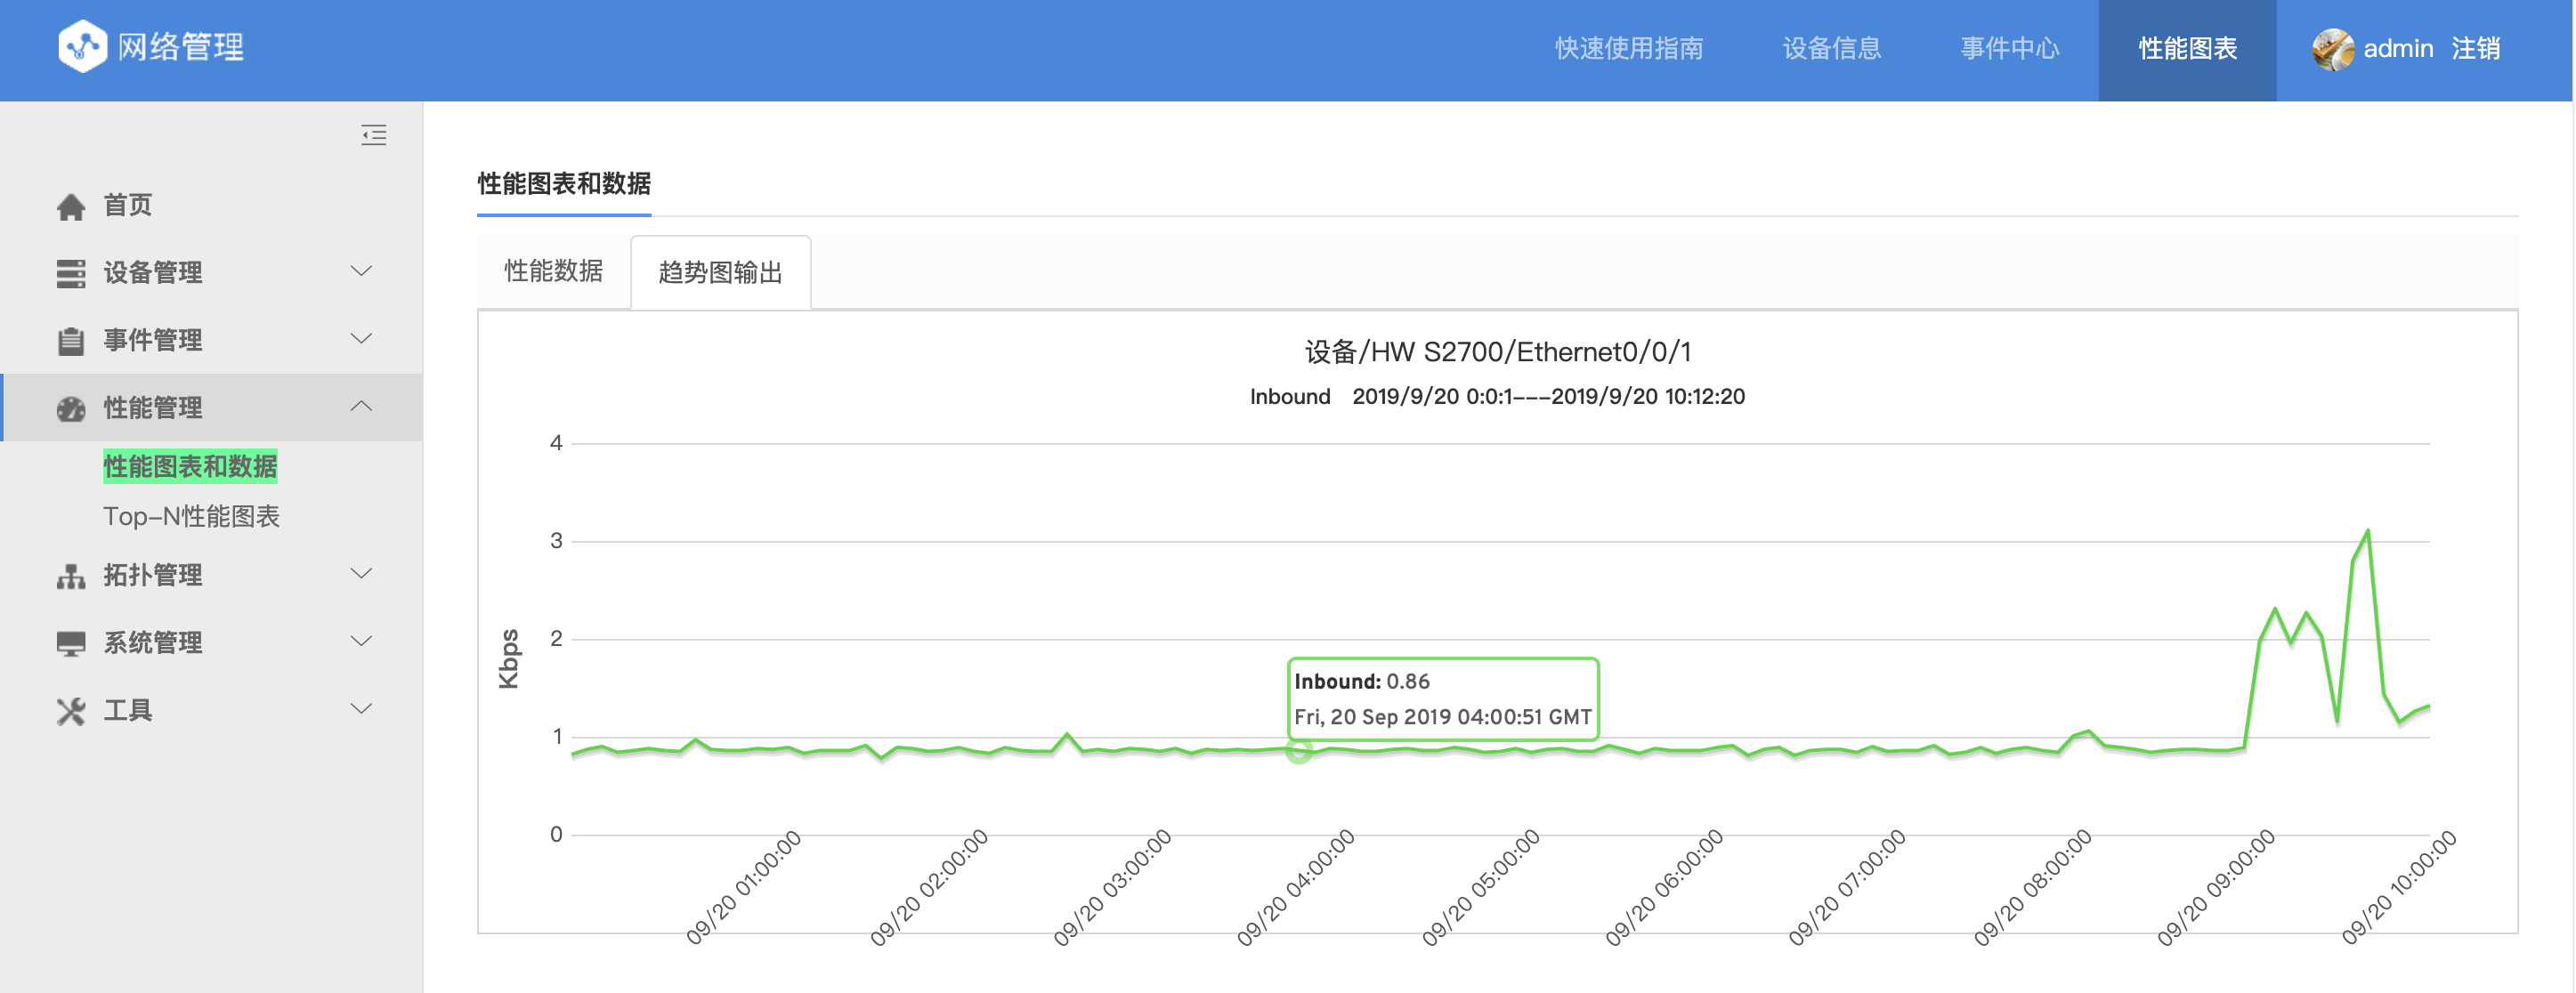 网络管理
快速使用指南 设备信息 事件中心 性能图表 admin 注销
首页
设备管理
事件管理
性能管理
性能图表和数据
Top-N性能图表
拓扑管理
系统管理
工具
性能图表和数据
性能数据 趋势图输出
设备/HW S2700/Ethernet0/0/1
Inbound 2019/9/20 0:0:1---2019/9/20 10:12:20
Kbps
4
3
2
1
0
Inbound: 0.86
Fri, 20 Sep 2019 04:00:51 GMT
09/20 01:00:00
09/20 02:00:00
09/20 03:00:00
09/20 04:00:00
09/20 05:00:00
09/20 06:00:00
09/20 07:00:00
09/20 08:00:00
09/20 09:00:00
09/20 10:00:00